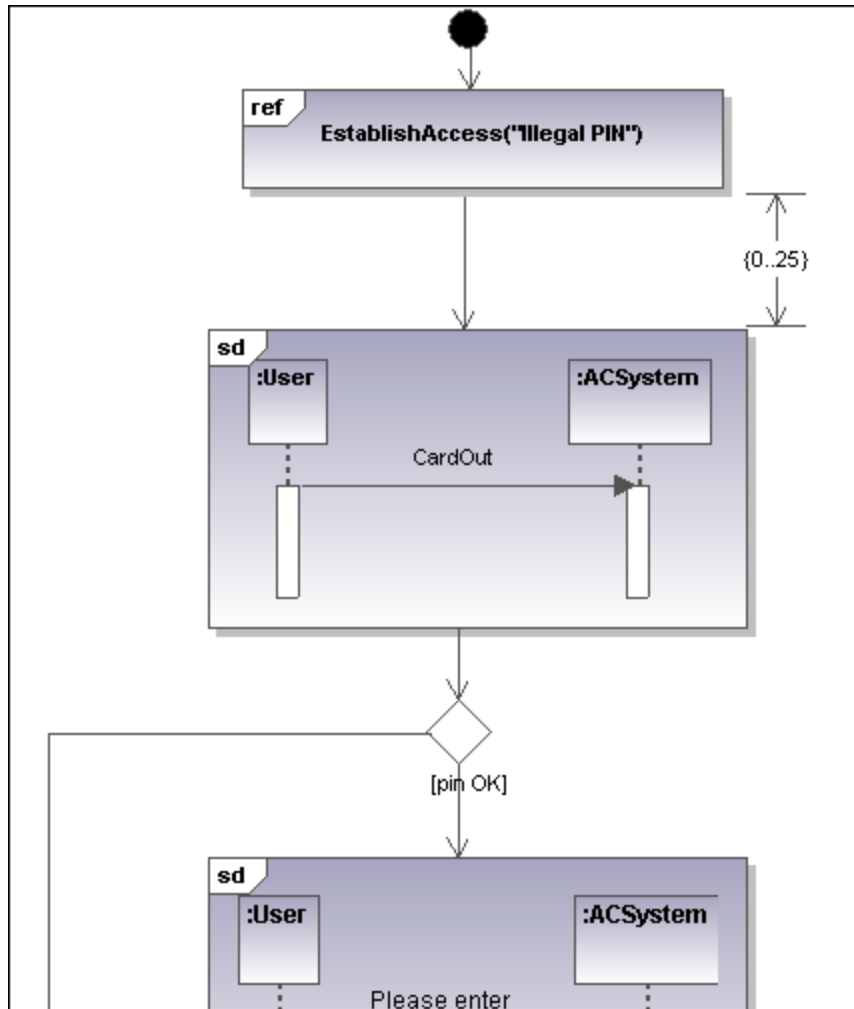 ref
EstablishAccess("Illegal PIN")
{0..25}
sd
:User
:ACSystem
CardOut
[pin OK]
sd
:User
:ACSystem
Please enter